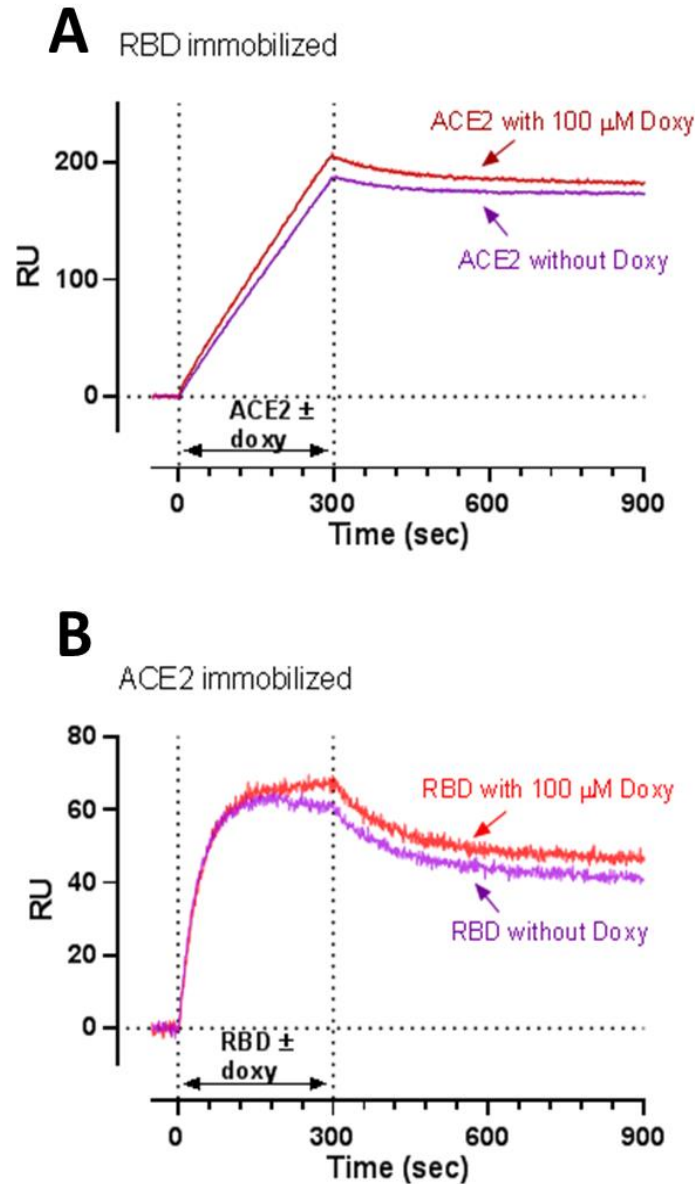 A
RBD immobilized
ACE2 with 100 µM Doxy
200
ACE2 without Doxy
RU
100
0
ACE2 ±
doxy
0 300 600 900
Time (sec)
B
ACE2 immobilized
80
RBD with 100 µM Doxy
60
RU
40
RBD without Doxy
20
0
RBD ±
doxy
0 300 600 900
Time (sec)